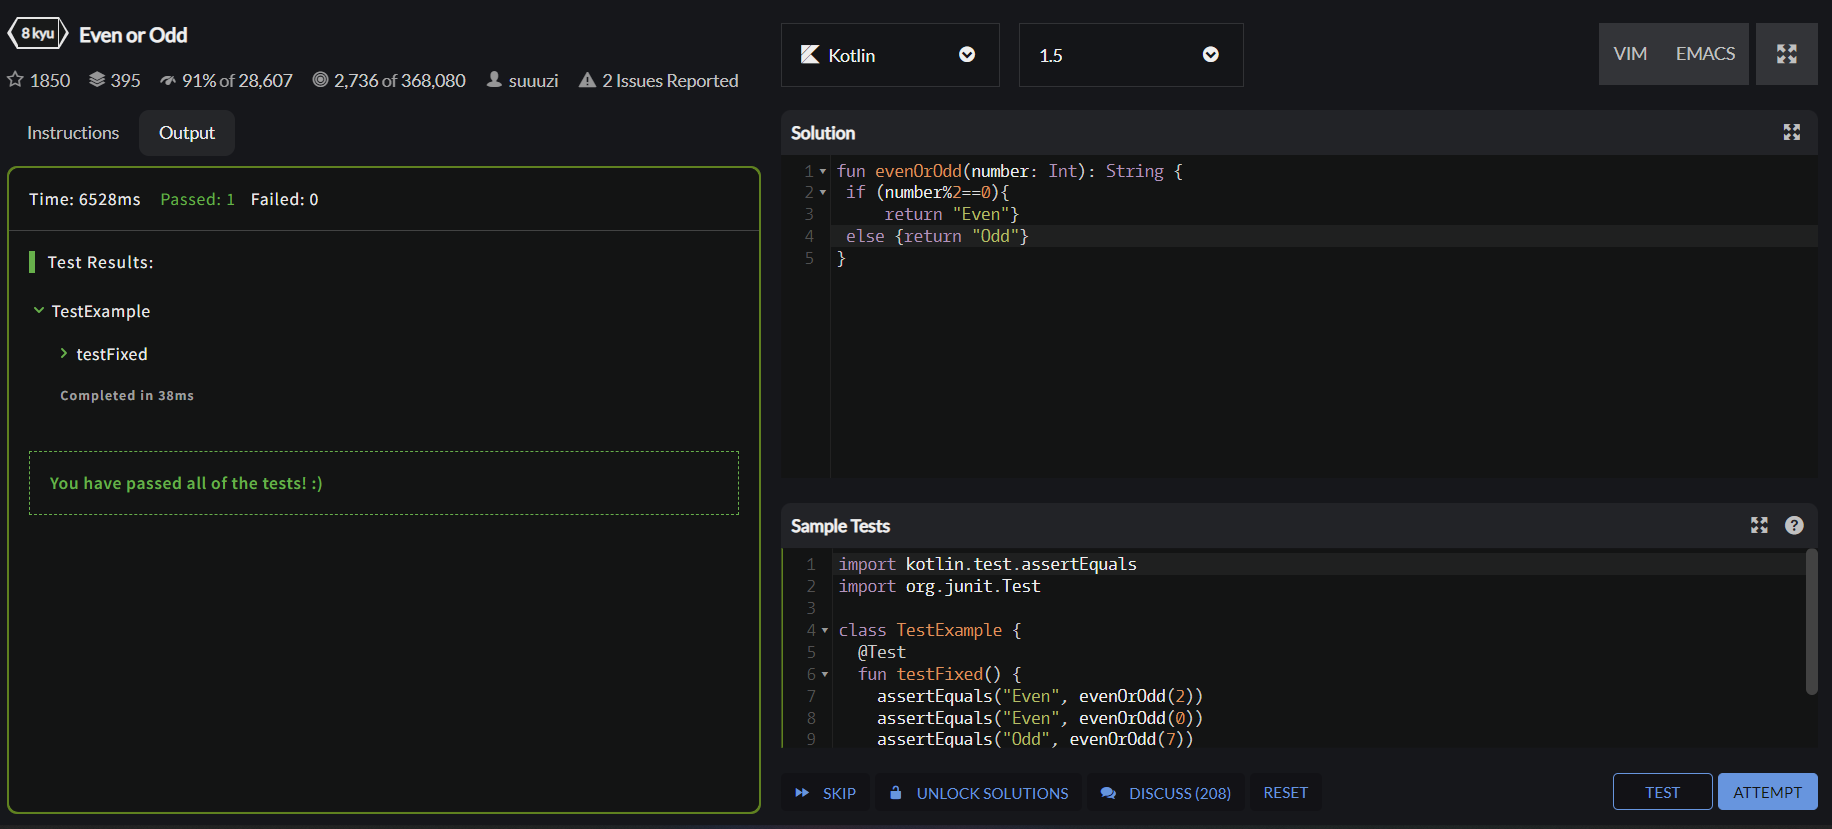 8 kyu Even or Odd
1850 395 91% of 28,607 2,736 of 368,080 suuuzi 2 Issues Reported
Instructions Output
Time: 6528ms Passed: 1 Failed: 0
Test Results:
TestExample
testFixed
Completed in 38ms
You have passed all of the tests! :)
Kotlin 1.5 VIM EMACS
Solution
1 fun evenOrOdd(number: Int): String {
2 if (number%2==0){
3 return "Even"}
4 else {return "Odd"}
5 }
Sample Tests
1 import kotlin.test.assertEquals
2 import org.junit.Test
3
4 class TestExample {
5 @Test
6 fun testFixed() {
7 assertEquals("Even", evenOrOdd(2))
8 assertEquals("Even", evenOrOdd(0))
9 assertEquals("Odd", evenOrOdd(7))
SKIP UNLOCK SOLUTIONS DISCUSS (208) RESET TEST ATTEMPT